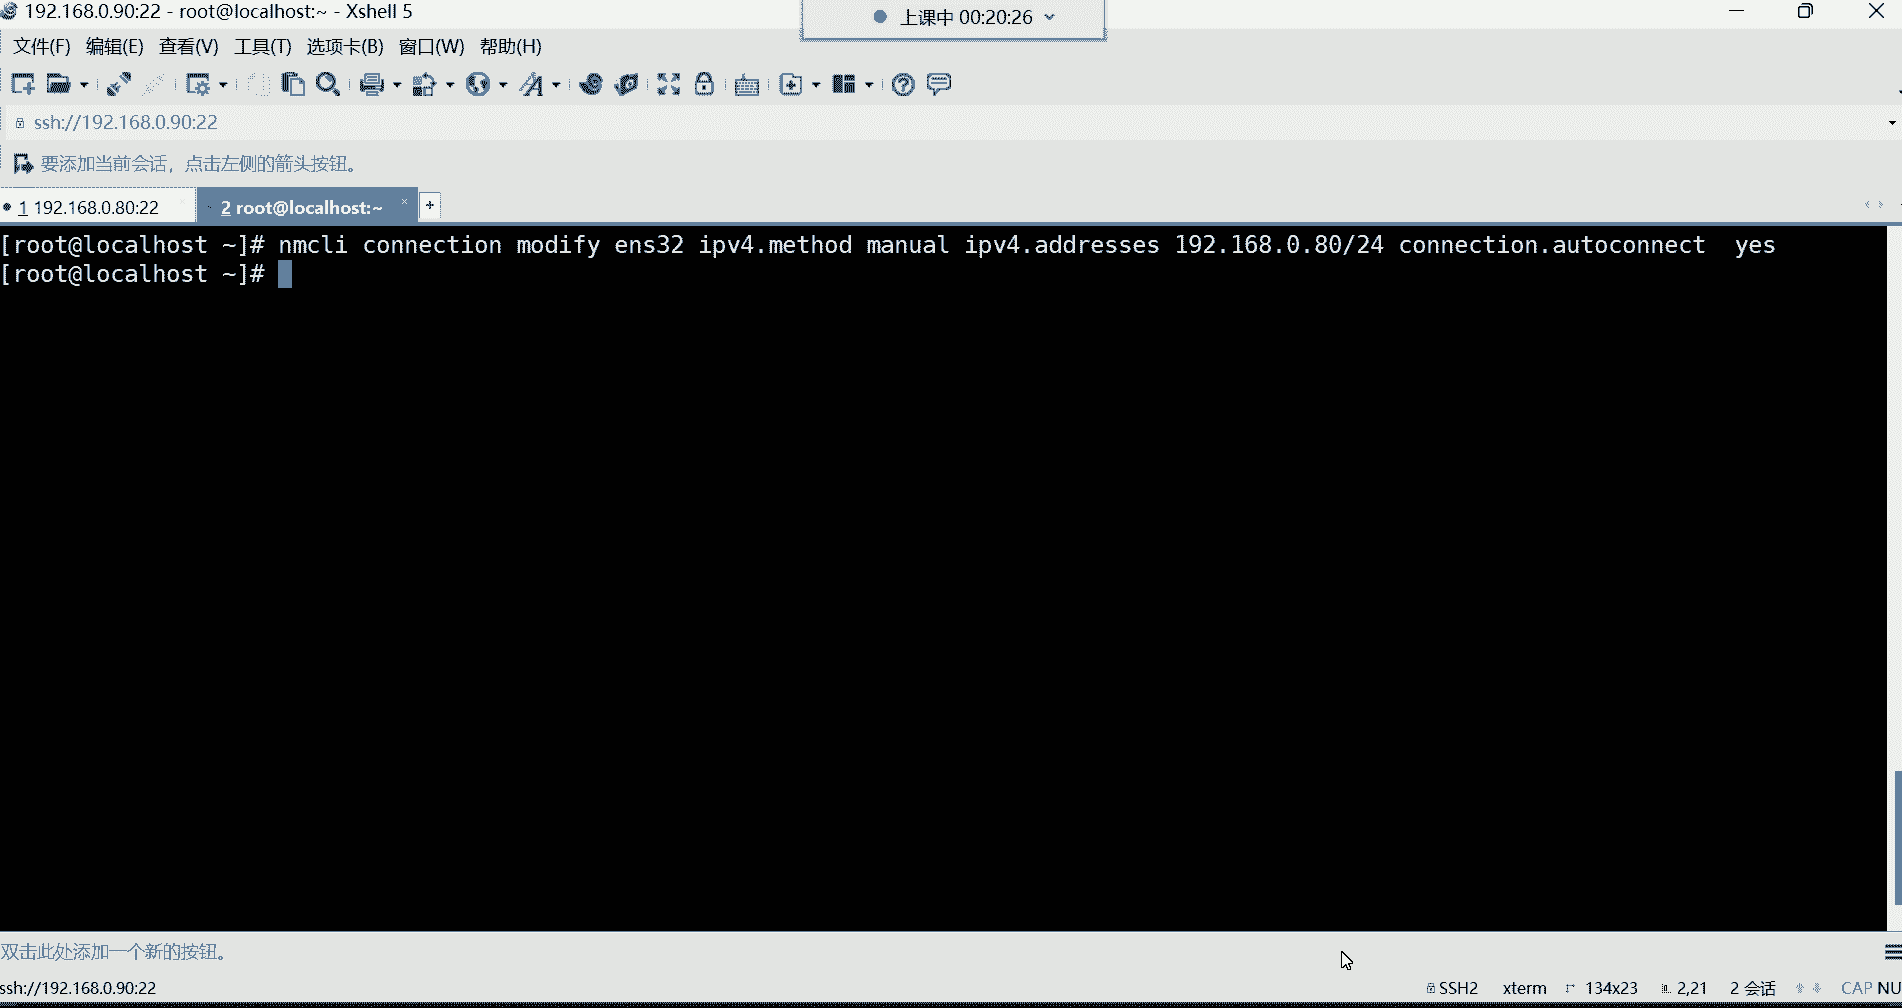 192.168.0.90:22 - root@localhost:~ - Xshell 5
上课中 00:20:26
文件(F) 编辑(E) 查看(V) 工具(T) 选项卡(B) 窗口(W) 帮助(H)
ssh://192.168.0.90:22
要添加当前会话，点击左侧的箭头按钮。
1 192.168.0.80:22
2 root@localhost:~
[root@localhost ~]# nmcli connection modify ens32 ipv4.method manual ipv4.addresses 192.168.0.80/24 connection.autoconnect  yes
[root@localhost ~]#
双击此处添加一个新的按钮。
ssh://192.168.0.90:22 SSH2 xterm 134x23 2,21 2 会话 CAP NU